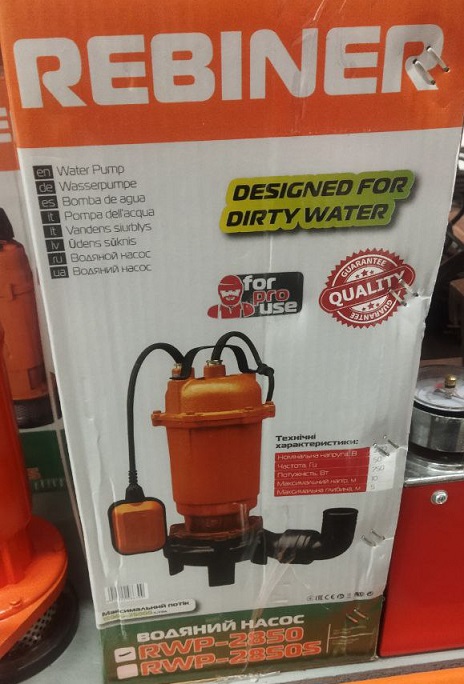 REBINER
en Water Pump
de Wasserpumpe
es Bomba de agua
it Pompa dell'acqua
lt Vandens siurblys
lv Ūdens sūknis
ru Водяной насос
ua Водяний насос
DESIGNED FOR
DIRTY WATER
for
pro
use
GUARANTEE
QUALITY
GUARANTEE
Технічні
характеристики:
Номінальна напруга, В
Частота, Гц
Потужність, Вт
Максимальний напір, м
Максимальна глибина, м
Максимальний потік
ВОДЯНИЙ НАСОС
RWP-2850
RWP-2850S